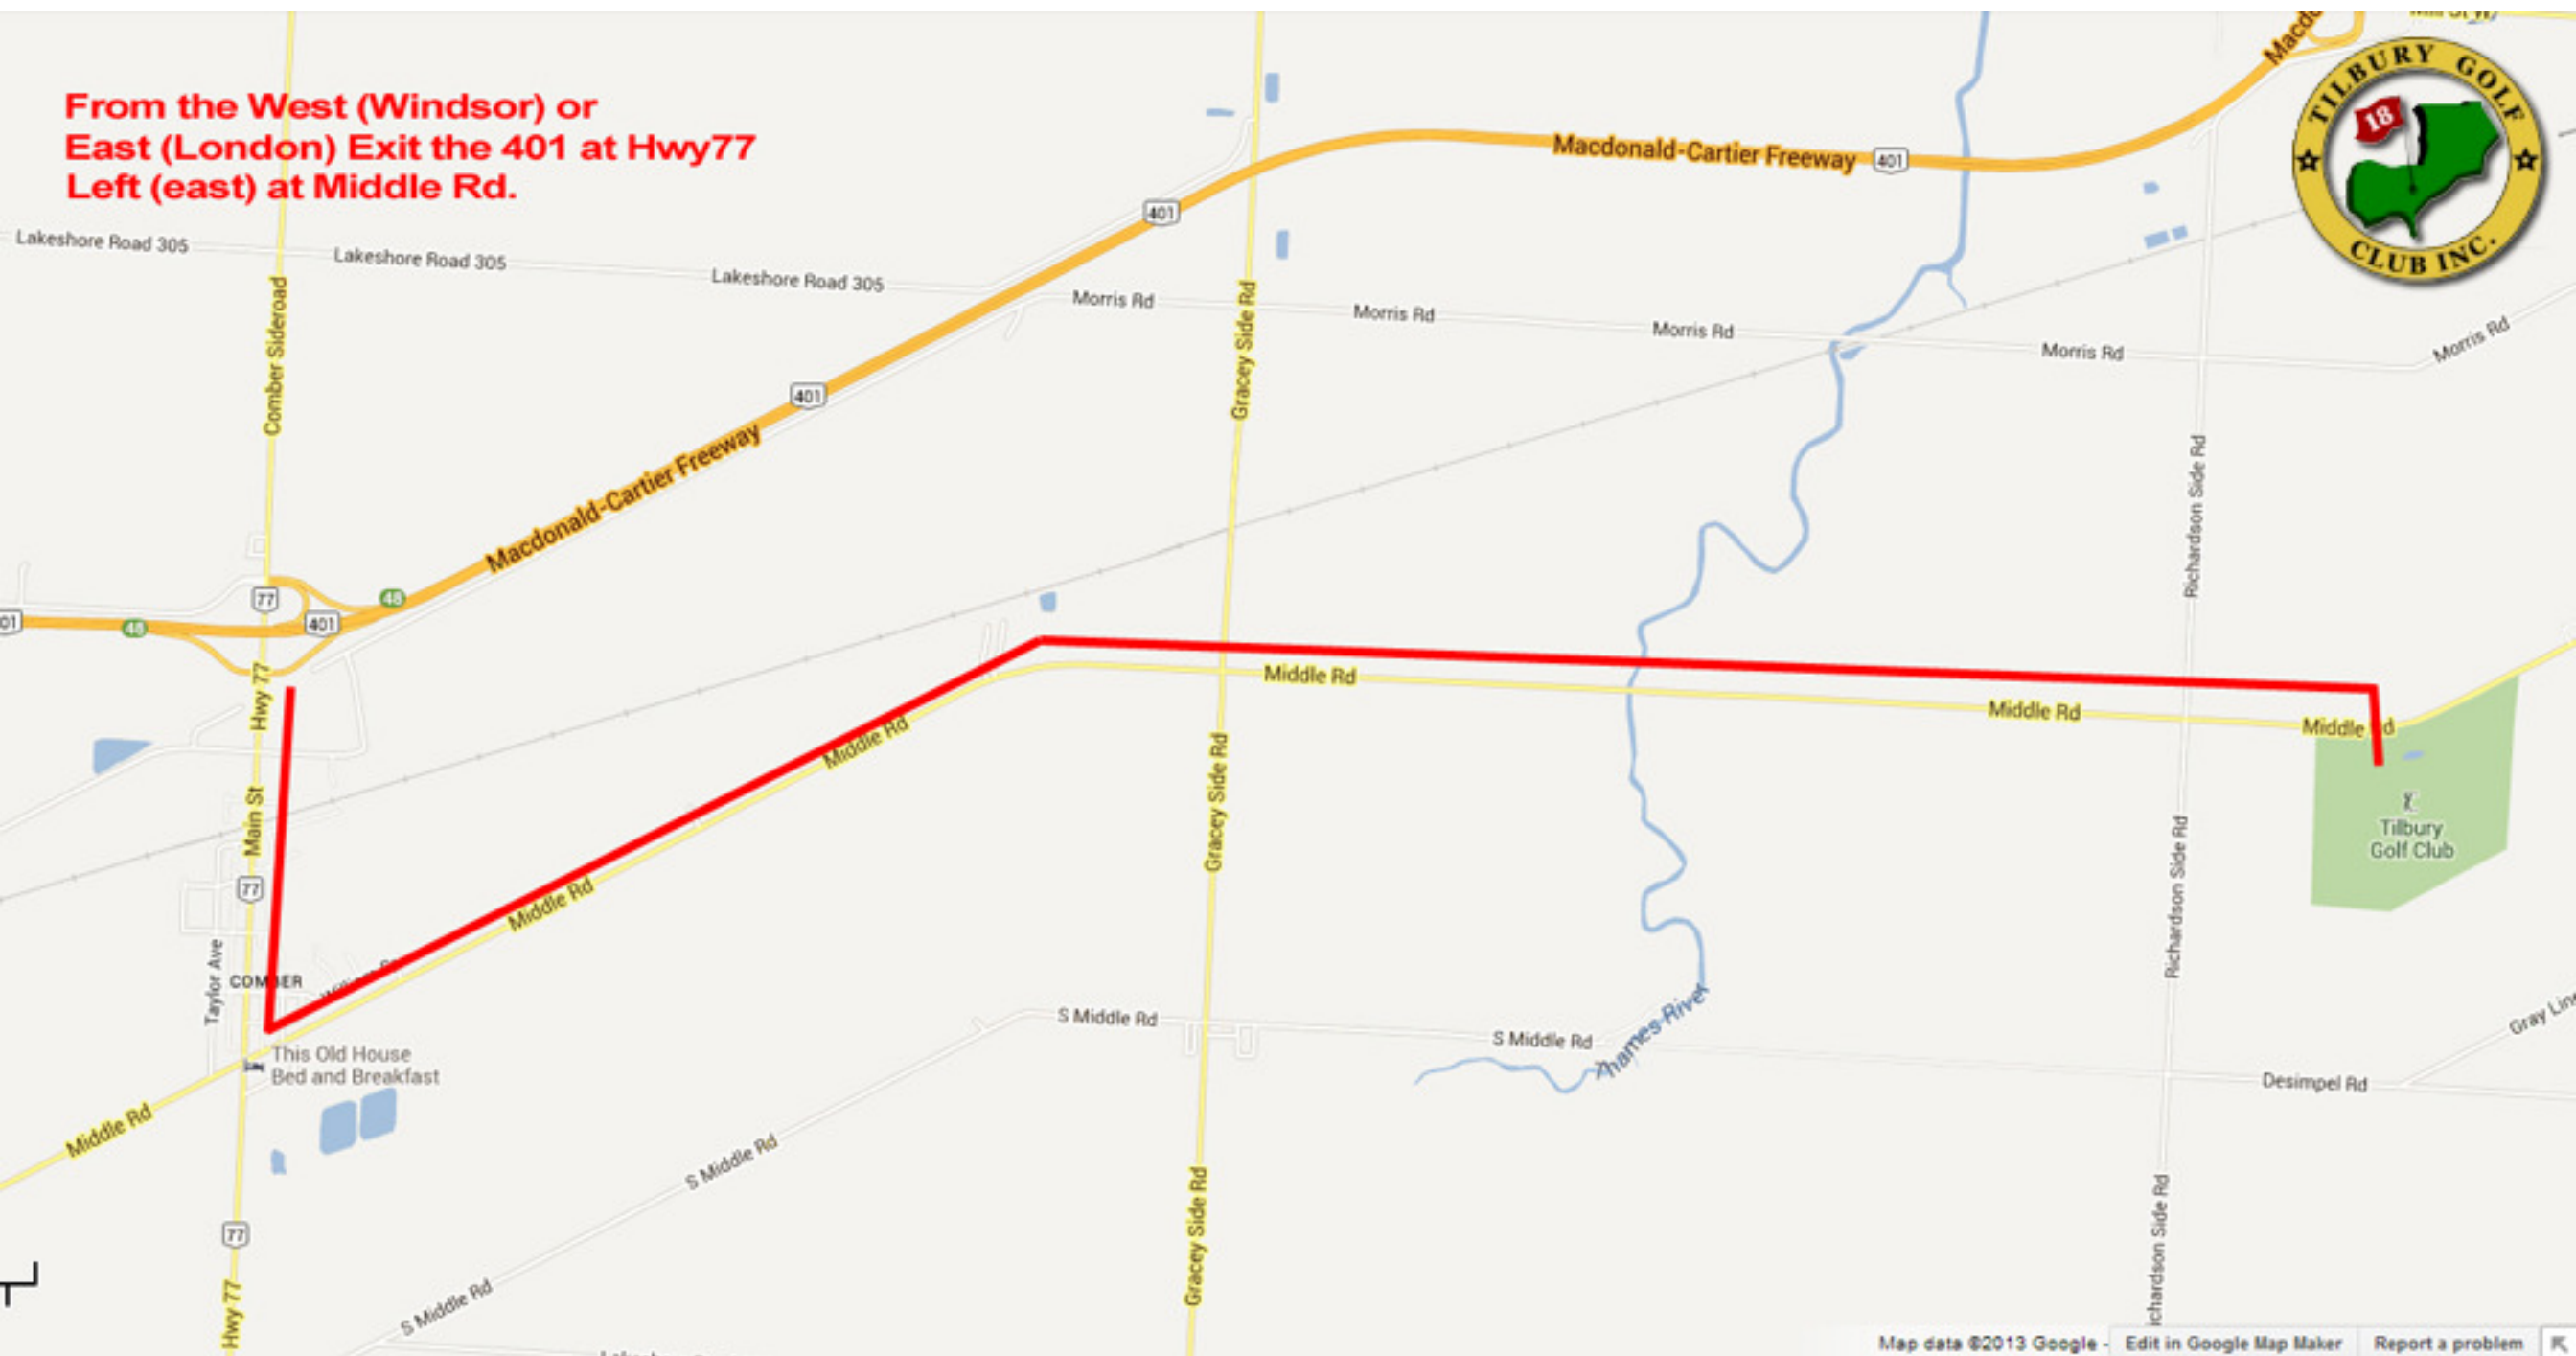 From the West (Windsor) or
East (London) Exit the 401 at Hwy77
Left (east) at Middle Rd.
TILBURY GOLF
18
CLUB INC.
Macdonald-Cartier Freeway
401
401
Lakeshore Road 305
Lakeshore Road 305
Lakeshore Road 305
Morris Rd
Morris Rd
Morris Rd
Morris Rd
Morris Rd
Comber Sideroad
Gracey Side Rd
401
Macdonald-Cartier Freeway
Richardson Side Rd
77
48
401
48
Hwy 77
Middle Rd
Middle Rd
Middle Rd
Middle Rd
Main St
Gracey Side Rd
Tilbury
Golf Club
77
Middle Rd
Richardson Side Rd
Taylor Ave
COMBER
This Old House
Bed and Breakfast
S Middle Rd
S Middle Rd
Thames River
Gray Line
Desimpel Rd
Middle Rd
S Middle Rd
Gracey Side Rd
77
Hwy 77
S Middle Rd
Map data ©2013 Google -
Edit in Google Map Maker
Report a problem